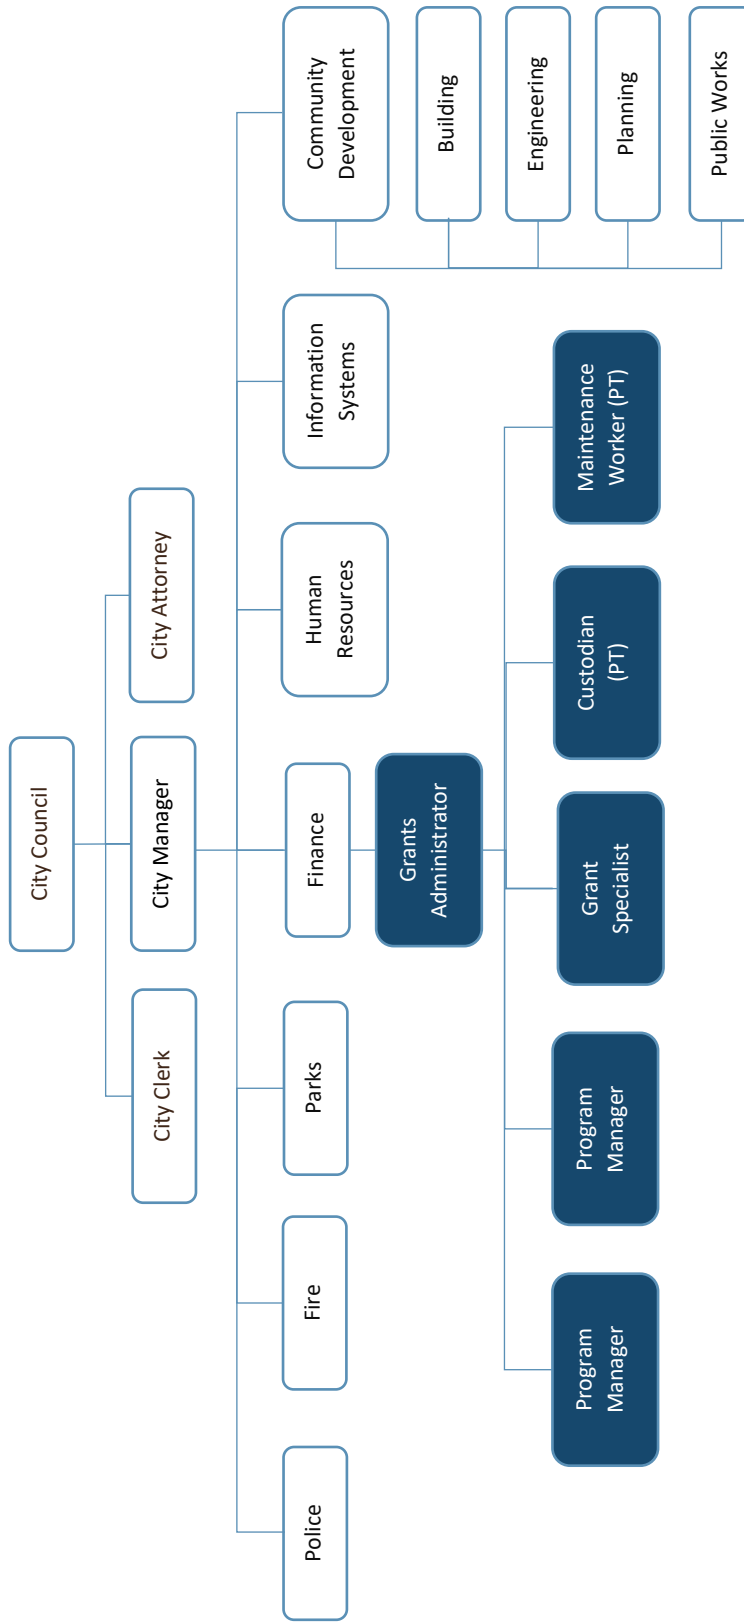 City Council
City Clerk
City Manager
City Attorney
Police
Fire
Parks
Finance
Human
Resources
Information
Systems
Community
Development
Building
Engineering
Planning
Public Works
Grants
Administrator
Program
Manager
Program
Manager
Grant
Specialist
Custodian
(PT)
Maintenance
Worker (PT)